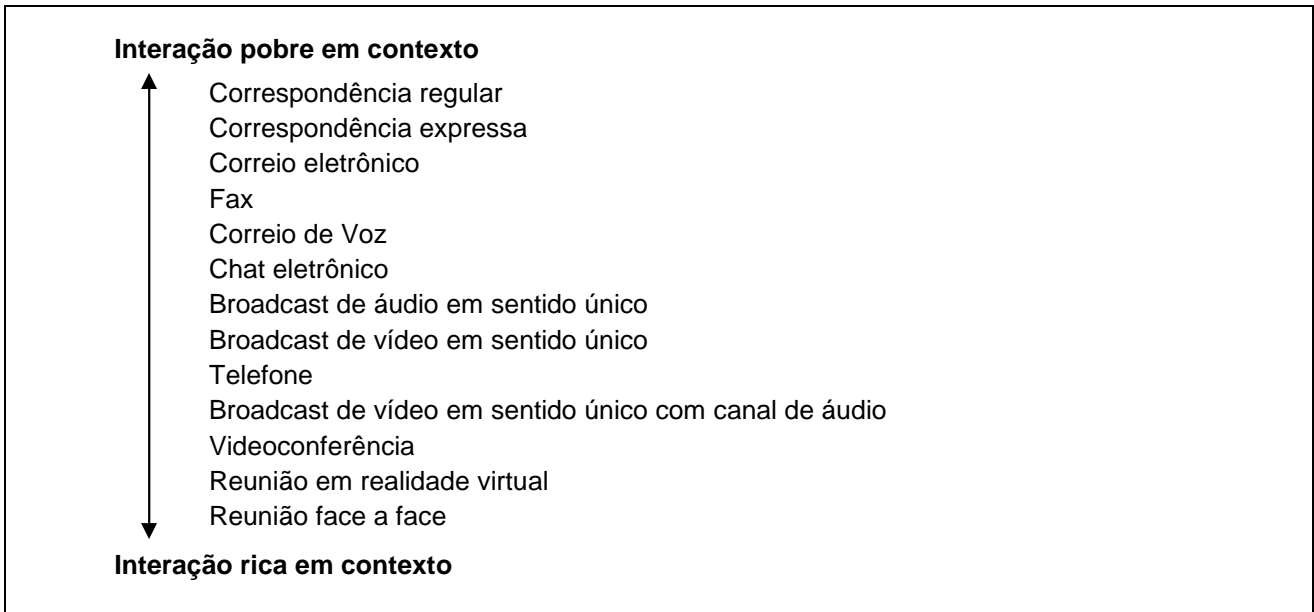 Interação pobre em contexto
Correspondência regular
Correspondência expressa
Correio eletrônico
Fax
Correio de Voz
Chat eletrônico
Broadcast de áudio em sentido único
Broadcast de vídeo em sentido único
Telefone
Broadcast de vídeo em sentido único com canal de áudio
Videoconferência
Reunião em realidade virtual
Reunião face a face
Interação rica em contexto